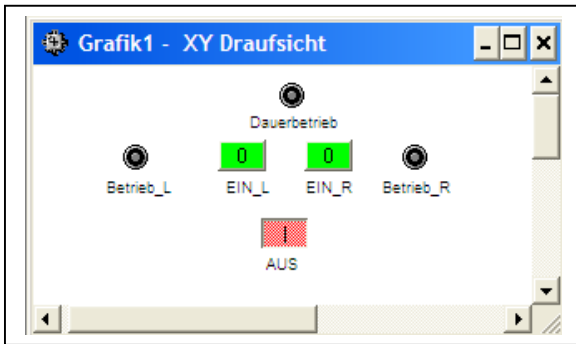 Grafik1 - XY Draufsicht
Dauerbetrieb
0 0
Betrieb_L EIN_L EIN_R Betrieb_R
I
AUS